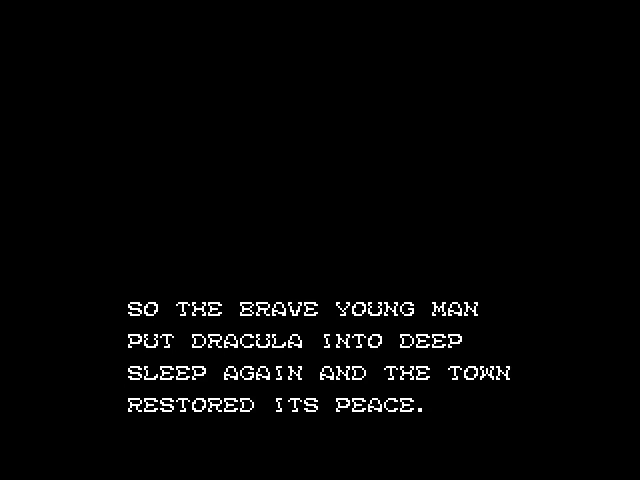 SO THE BRAVE YOUNG MAN
PUT DRACULA INTO DEEP
SLEEP AGAIN AND THE TOWN
RESTORED ITS PEACE.